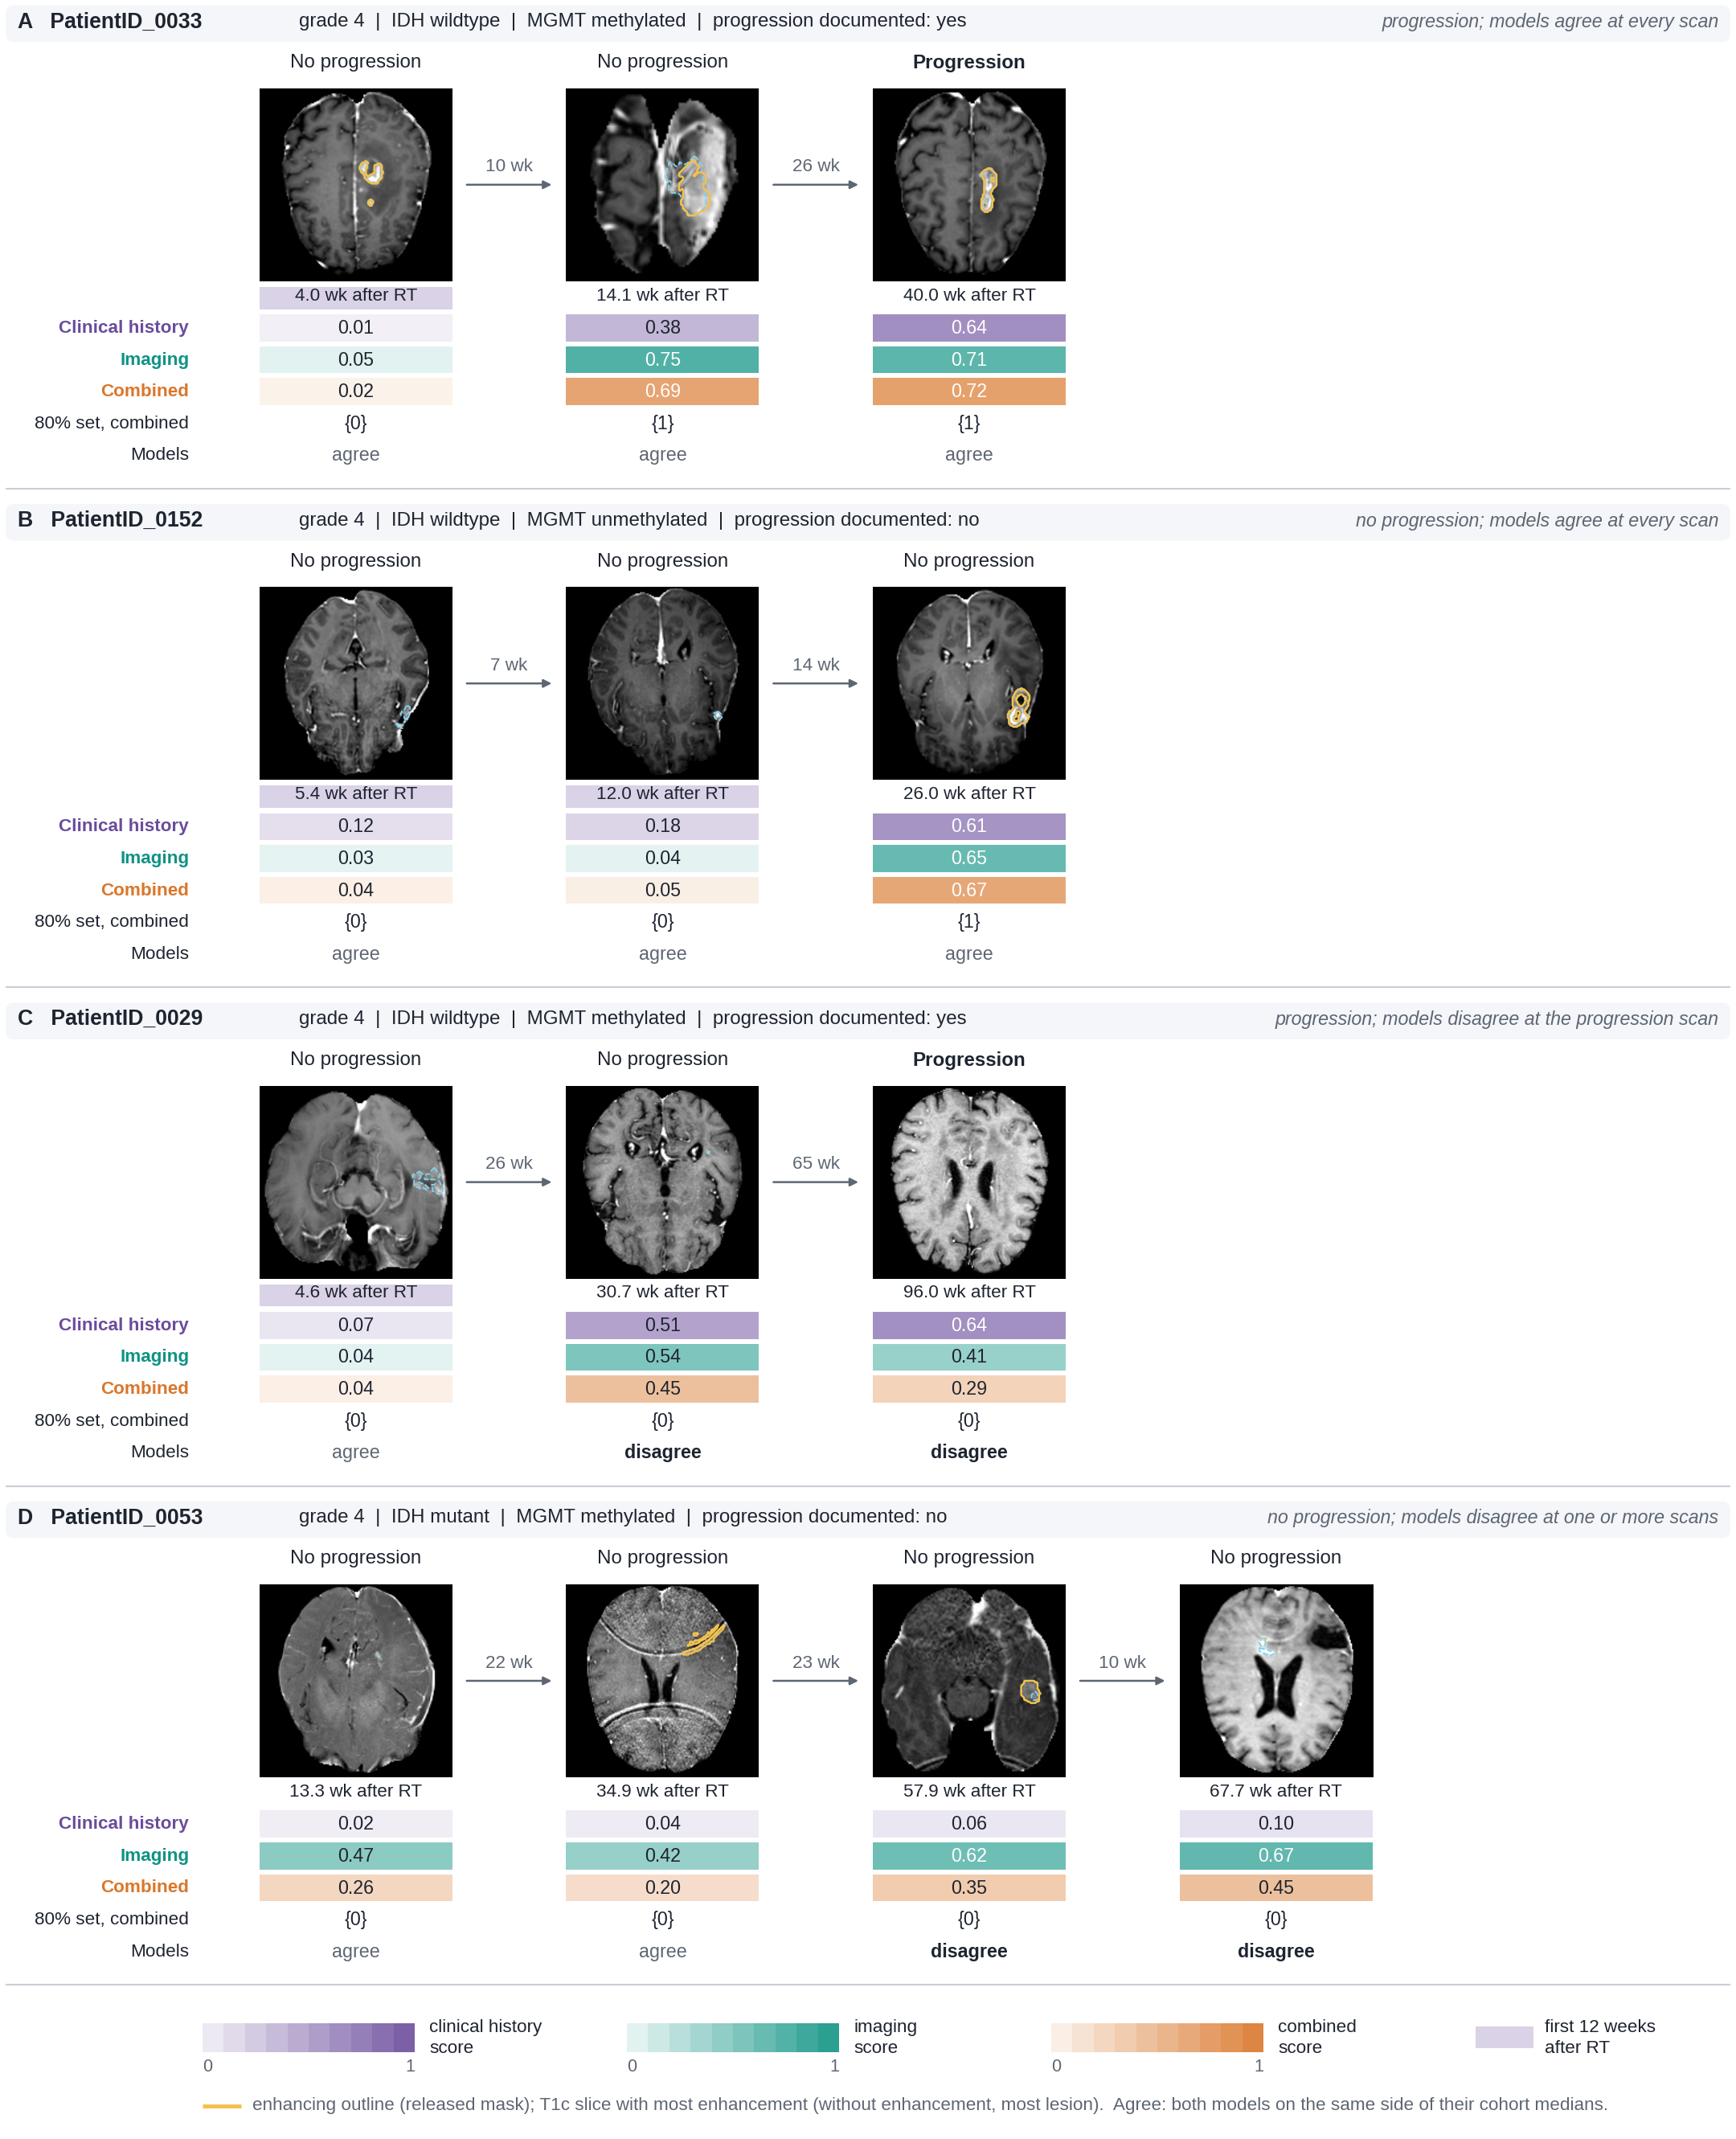 A PatientID_0033 grade 4 | IDH wildtype | MGMT methylated | progression documented: yes progression; models agree at every scan
No progression No progression Progression
10 wk 26 wk
4.0 wk after RT 14.1 wk after RT 40.0 wk after RT
Clinical history 0.01 0.38 0.64
Imaging 0.05 0.75 0.71
Combined 0.02 0.69 0.72
80% set, combined {0} {1} {1}
Models agree agree agree
B PatientID_0152 grade 4 | IDH wildtype | MGMT unmethylated | progression documented: no no progression; models agree at every scan
No progression No progression No progression
7 wk 14 wk
5.4 wk after RT 12.0 wk after RT 26.0 wk after RT
Clinical history 0.12 0.18 0.61
Imaging 0.03 0.04 0.65
Combined 0.04 0.05 0.67
80% set, combined {0} {0} {1}
Models agree agree agree
C PatientID_0029 grade 4 | IDH wildtype | MGMT methylated | progression documented: yes progression; models disagree at the progression scan
No progression No progression Progression
26 wk 65 wk
4.6 wk after RT 30.7 wk after RT 96.0 wk after RT
Clinical history 0.07 0.51 0.64
Imaging 0.04 0.54 0.41
Combined 0.04 0.45 0.29
80% set, combined {0} {0} {0}
Models agree disagree disagree
D PatientID_0053 grade 4 | IDH mutant | MGMT methylated | progression documented: no no progression; models disagree at one or more scans
No progression No progression No progression No progression
22 wk 23 wk 10 wk
13.3 wk after RT 34.9 wk after RT 57.9 wk after RT 67.7 wk after RT
Clinical history 0.02 0.04 0.06 0.10
Imaging 0.47 0.42 0.62 0.67
Combined 0.26 0.20 0.35 0.45
80% set, combined {0} {0} {0} {0}
Models agree agree disagree disagree
clinical history imaging combined first 12 weeks
score score score after RT
0 1 0 1 0 1
enhancing outline (released mask); T1c slice with most enhancement (without enhancement, most lesion). Agree: both models on the same side of their cohort medians.